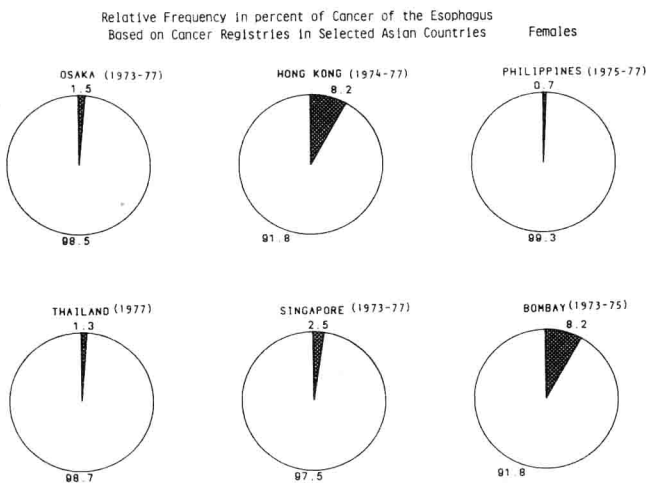 Relative Frequency in percent of Cancer of the Esophagus
Based on Cancer Registries in Selected Asian Countries Females
OSAKA (1973-77)
1.5
98.5
HONG KONG (1974-77)
8.2
91.8
PHILIPPINES (1975-77)
0.7
99.3
THAILAND (1977)
1.3
98.7
SINGAPORE (1973-77)
2.5
97.5
BOMBAY (1973-75)
8.2
91.8